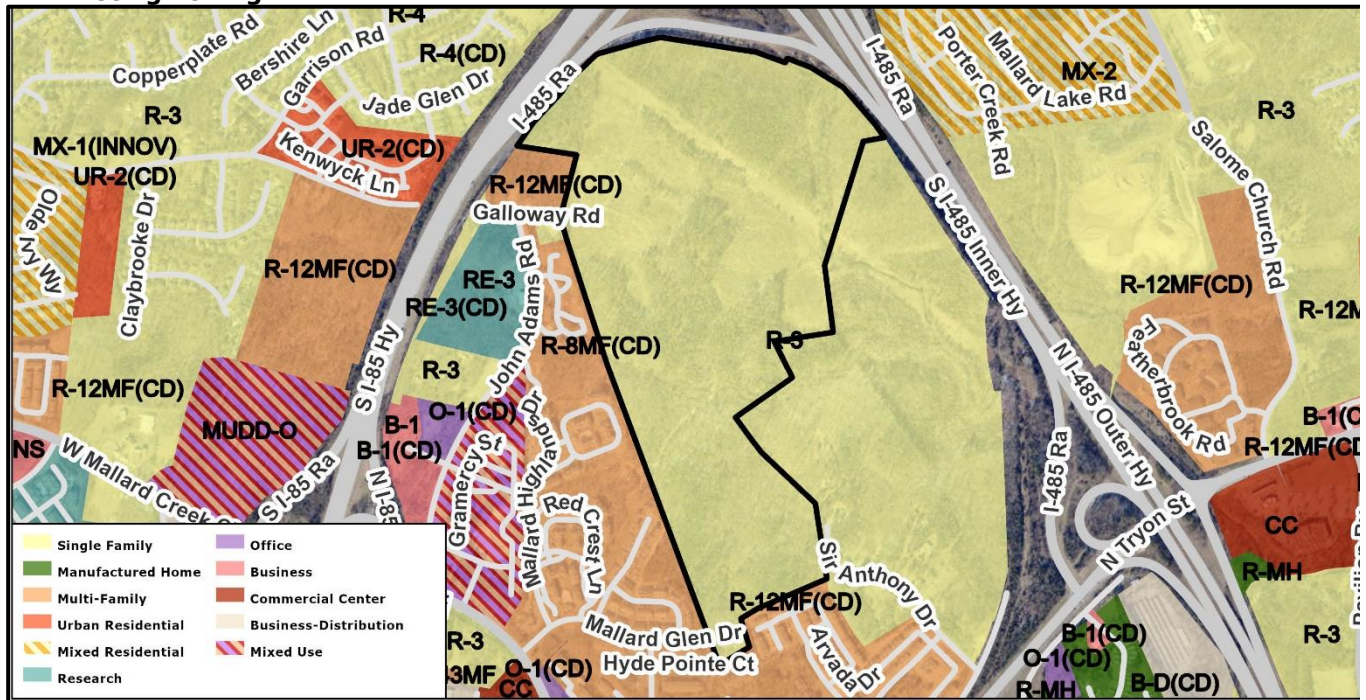 R-4
Copperplate Rd
Bershire Ln
Garrison Rd
R-4(CD)
Jade Glen Dr
I-485 Ra
I-485 Ra
Porter Creek Rd
Mallard Lake Rd
MX-2
R-3
R-3
MX-1(INNOV)
UR-2(CD)
UR-2(CD)
Kenwyck Ln
Olde Ivy Wy
Claybrooke Dr
R-12MF(CD)
Galloway Rd
S I-485 Inner Hy
Salome Church Rd
R-12MF(CD)
RE-3
RE-3(CD)
John Adams Rd
R-12MF(CD)
R-3
R-8MF(CD)
R-3
S I-85 Hy
R-12MF(CD)
Featherbrook Rd
N I-485 Outer Hy
O-1(CD)
B-1
B-1(CD)
MUDD-O
Gramercy St
Mallard Highlands Dr
R-12MF(CD)
NS
W Mallard Creek
S I-85 Ra
N I-85
Red Crest Ln
I-485 Ra
N Tryon St
CC
R-MH
Sir Anthony Dr
R-12MF(CD)
Mallard Glen Dr
Hyde Pointe Ct
Arvada Dr
R-3
O-1(CD)
CC
B-1(CD)
O-1(CD)
R-MH
B-D(CD)
R-3
Single Family
Manufactured Home
Multi-Family
Urban Residential
Mixed Residential
Research
Office
Business
Commercial Center
Business-Distribution
Mixed Use